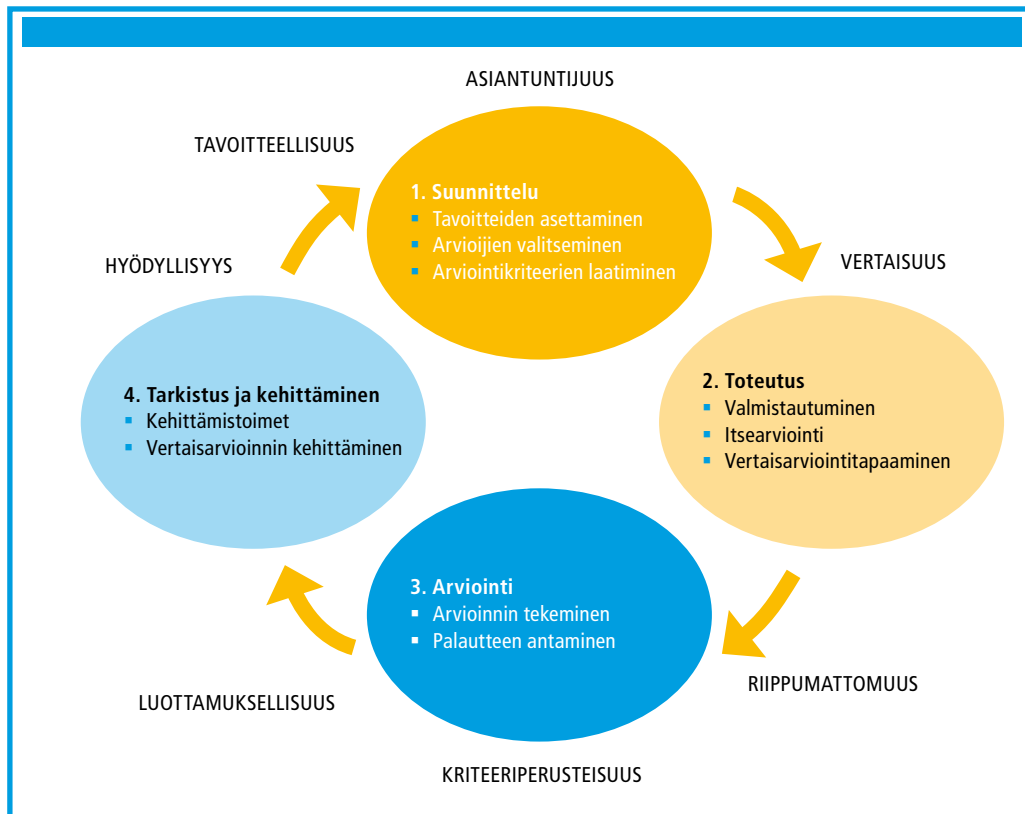 ASIANTUNTIJUUS
TAVOITTEELLISUUS
1. Suunnittelu
Tavoitteiden asettaminen
Arvioijien valitseminen
Arviointikriteerien laatiminen
HYÖDYLLISYYS
VERTAISUUS
4. Tarkistus ja kehittäminen
Kehittämistoimet
Vertaisarvioinnin kehittäminen
2. Toteutus
Valmistautuminen
Itsearviointi
Vertaisarviointitapaaminen
3. Arviointi
Arvioinnin tekeminen
Palautteen antaminen
LUOTTAMUKSELLISUUS
RIIPPUMATTOMUUS
KRITEERIPERUSTEISUUS